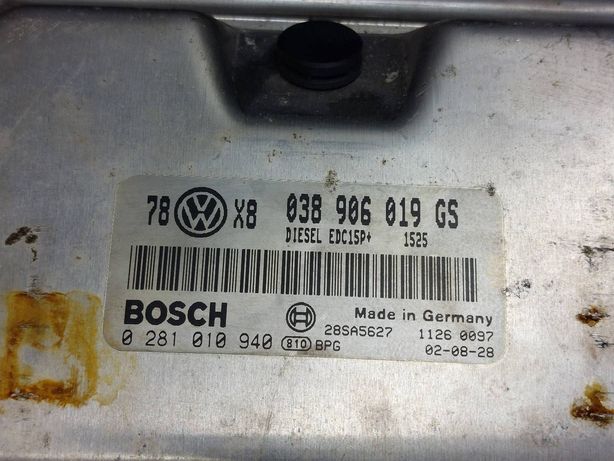 78 VW X8 038 906 019 GS
DIESEL EDC15P+ 1525
BOSCH Made in Germany
28SA5627 1126 0097
0 281 010 940 810 BPG 02-08-28